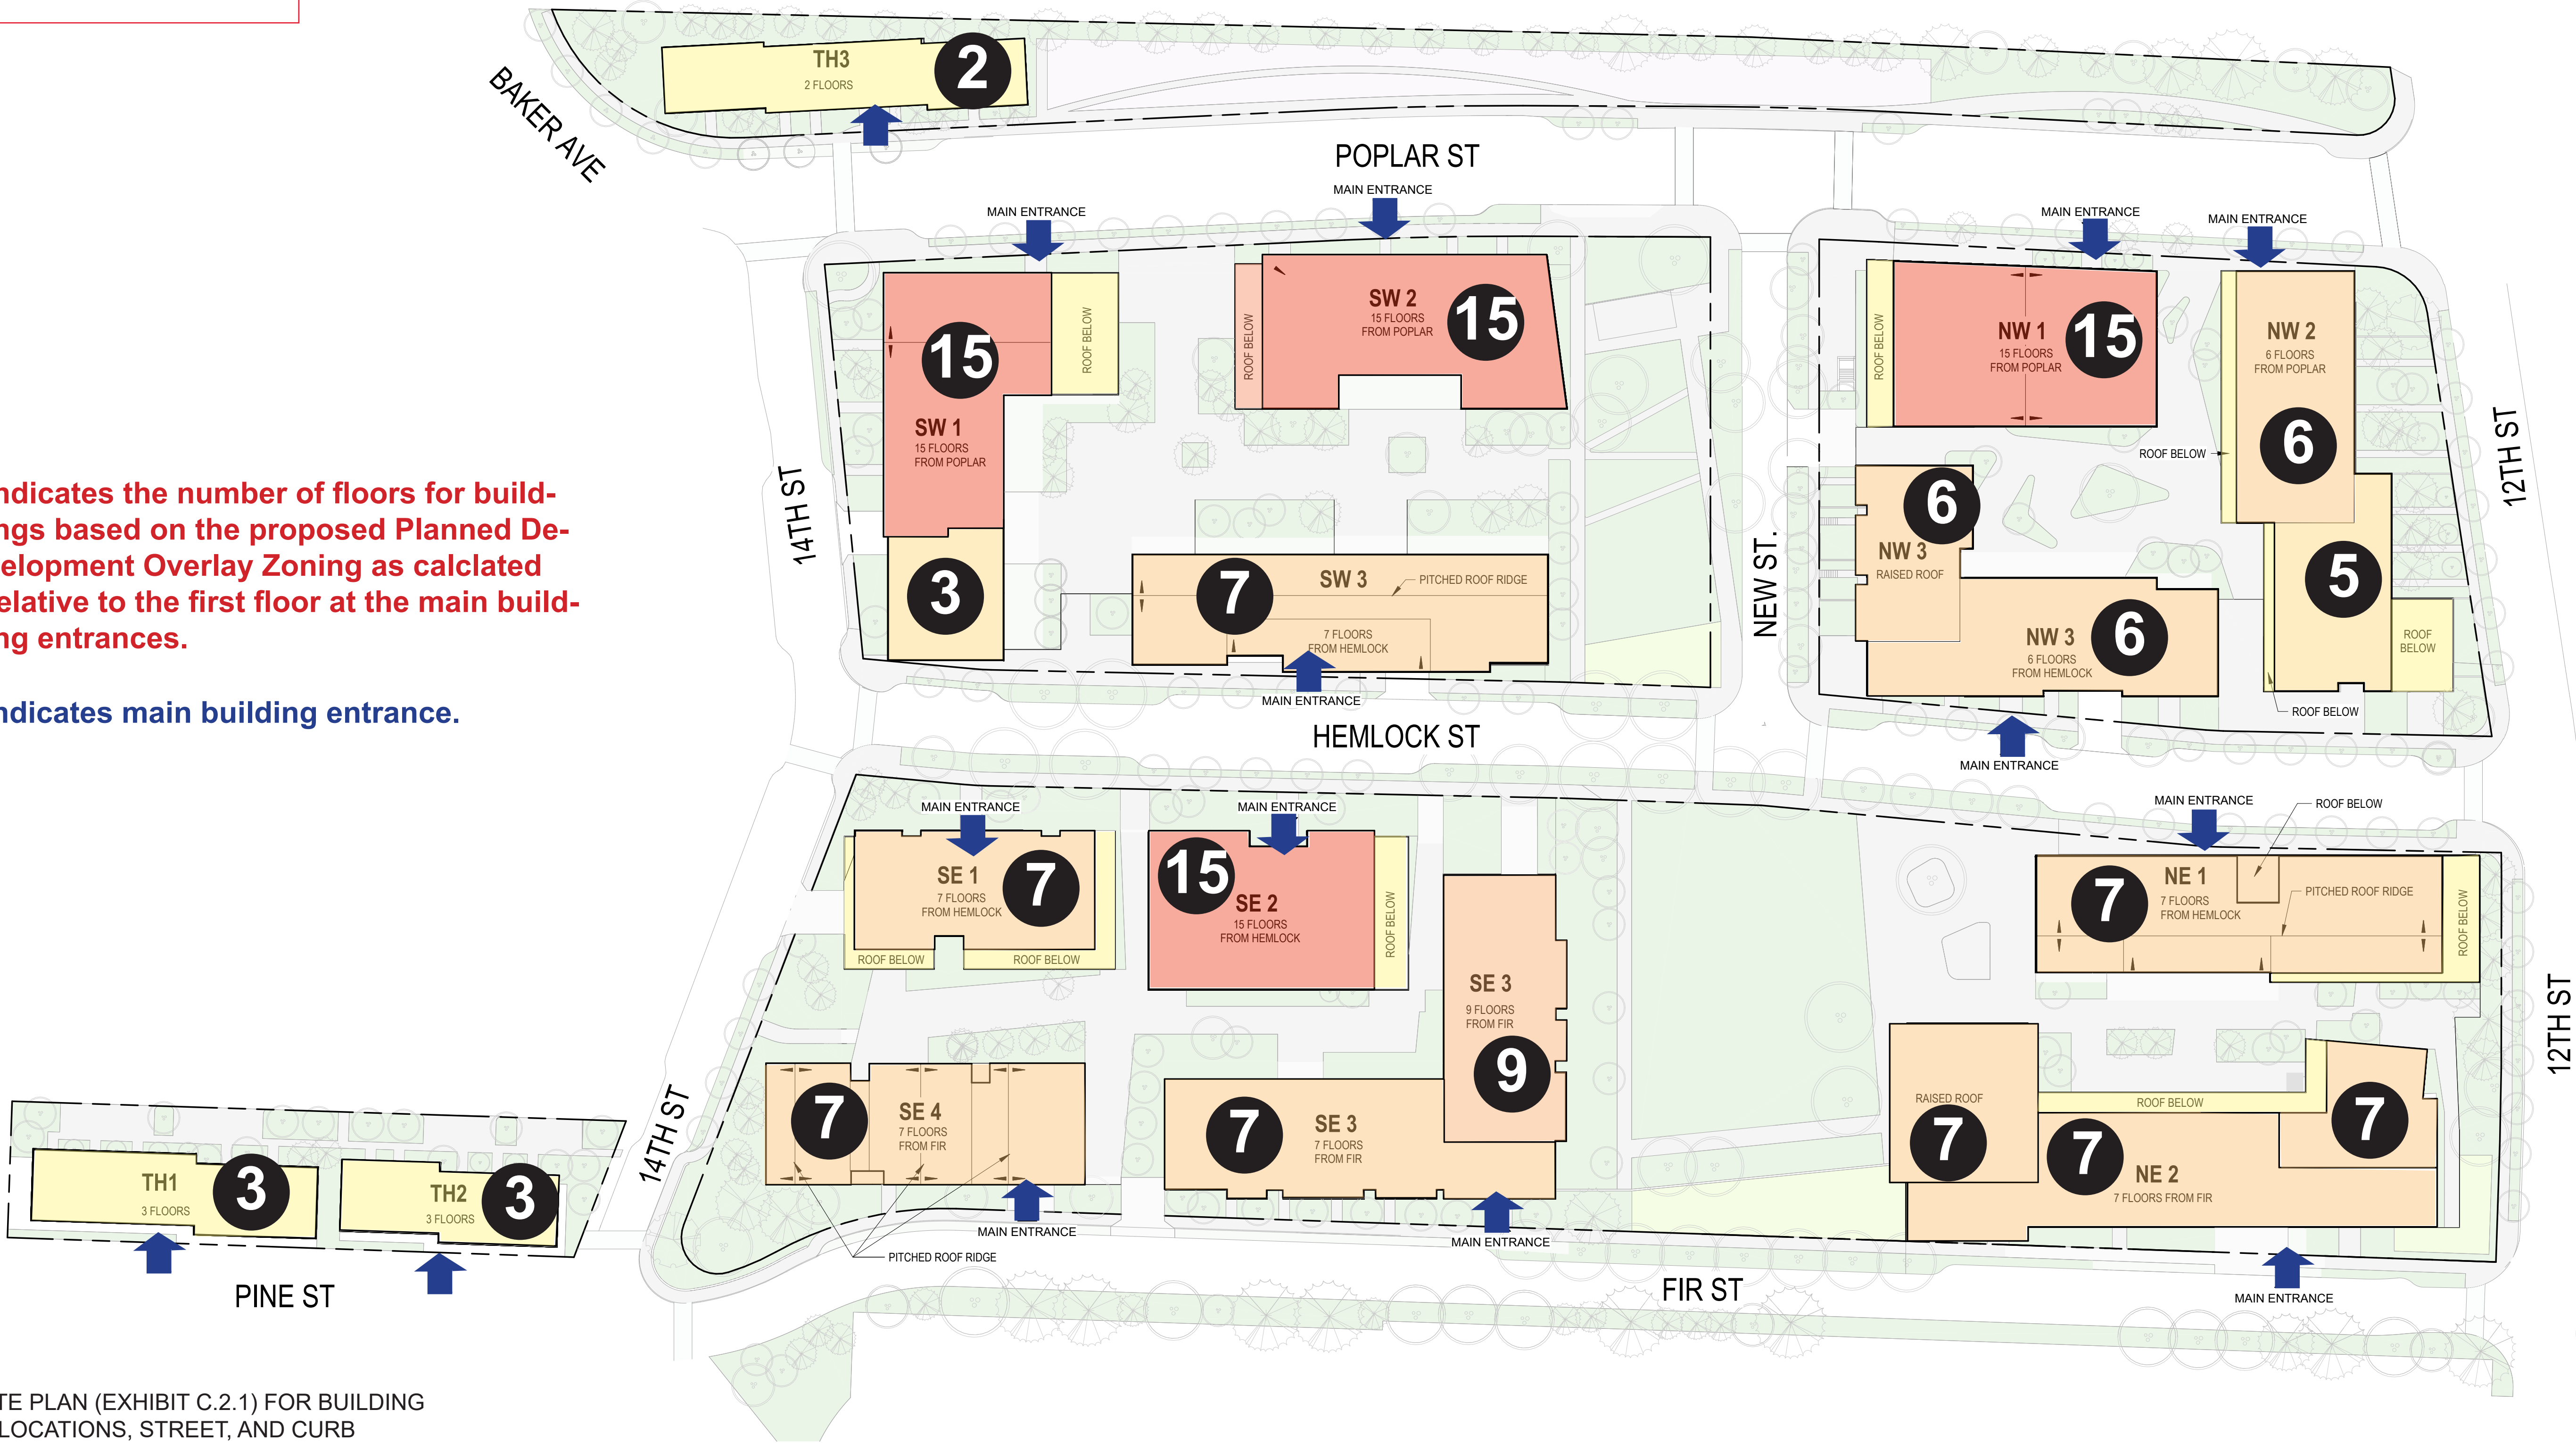 TH3
2 FLOORS
2
BAKER AVE
POPLAR ST
MAIN ENTRANCE
MAIN ENTRANCE
MAIN ENTRANCE
MAIN ENTRANCE
15
SW 1
15 FLOORS
FROM POPLAR
ROOF BELOW
3
14TH ST
ROOF BELOW
SW 2
15 FLOORS
FROM POPLAR
15
7
SW 3
PITCHED ROOF RIDGE
7 FLOORS
FROM HEMLOCK
MAIN ENTRANCE
NEW ST.
ROOF BELOW
NW 1
15 FLOORS
FROM POPLAR
15
NW 2
6 FLOORS
FROM POPLAR
6
ROOF BELOW
12TH ST
6
NW 3
RAISED ROOF
NW 3
6 FLOORS
FROM HEMLOCK
6
5
ROOF
BELOW
ROOF BELOW
MAIN ENTRANCE
ndicates the number of floors for build-
ngs based on the proposed Planned De-
elopment Overlay Zoning as calclated
elative to the first floor at the main build-
ng entrances.
ndicates main building entrance.
HEMLOCK ST
MAIN ENTRANCE
SE 1
7 FLOORS
FROM HEMLOCK
7
ROOF BELOW
ROOF BELOW
MAIN ENTRANCE
15
SE 2
15 FLOORS
FROM HEMLOCK
ROOF BELOW
SE 3
9 FLOORS
FROM FIR
9
MAIN ENTRANCE
ROOF BELOW
7
NE 1
7 FLOORS
FROM HEMLOCK
PITCHED ROOF RIDGE
ROOF BELOW
12TH ST
14TH ST
7
SE 4
7 FLOORS
FROM FIR
MAIN ENTRANCE
PITCHED ROOF RIDGE
7
SE 3
7 FLOORS
FROM FIR
MAIN ENTRANCE
RAISED ROOF
7
ROOF BELOW
7
7
NE 2
7 FLOORS FROM FIR
MAIN ENTRANCE
TH1
3 FLOORS
3
TH2
3 FLOORS
3
PINE ST
FIR ST
TE PLAN (EXHIBIT C.2.1) FOR BUILDING
LOCATIONS, STREET, AND CURB